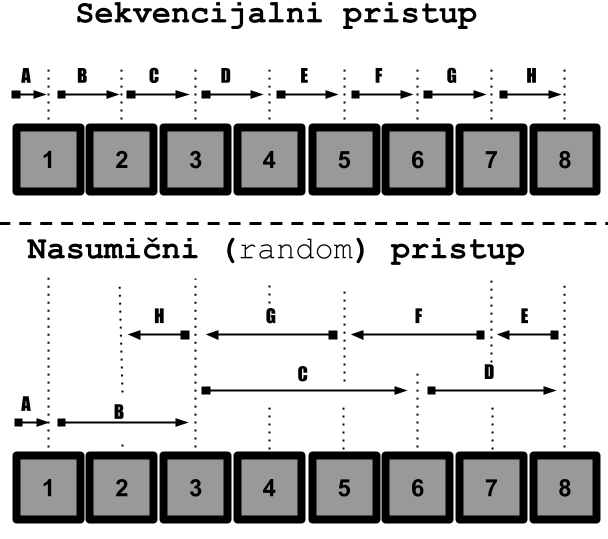 Sekvencijalni pristup
A B C D E F G H
1 2 3 4 5 6 7 8
Nasumični (random) pristup
H G F E
C D
A B
1 2 3 4 5 6 7 8